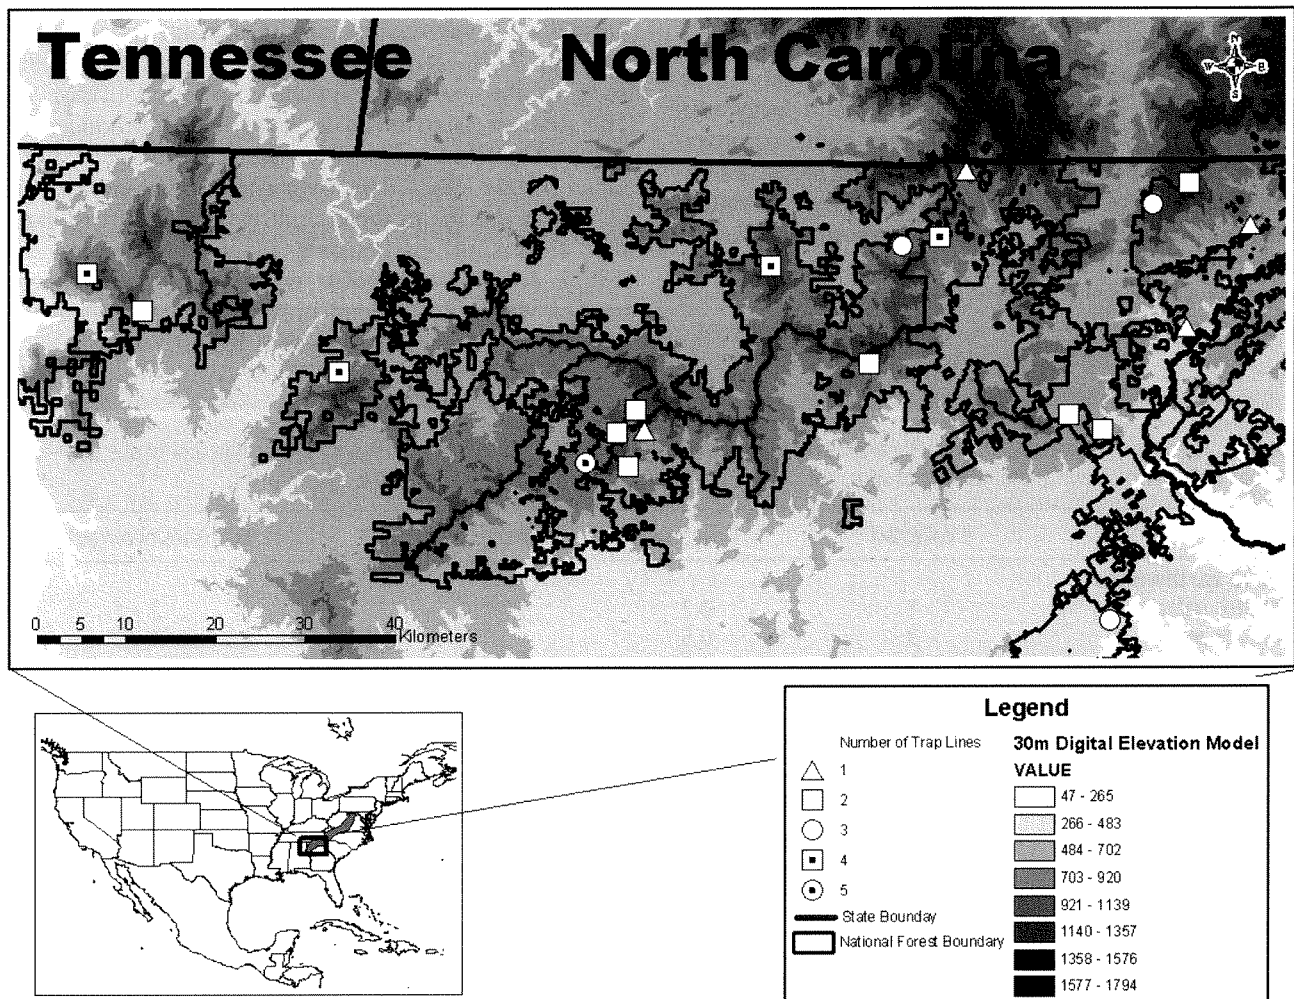 Tennessee North Carolina
N
W E
S
0 5 10 20 30 40 Kilometers
Legend
Number of Trap Lines
1
2
3
4
5
State Bounday
National Forest Boundary
30m Digital Elevation Model
VALUE
47 - 265
266 - 483
484 - 702
703 - 920
921 - 1139
1140 - 1357
1358 - 1576
1577 - 1794